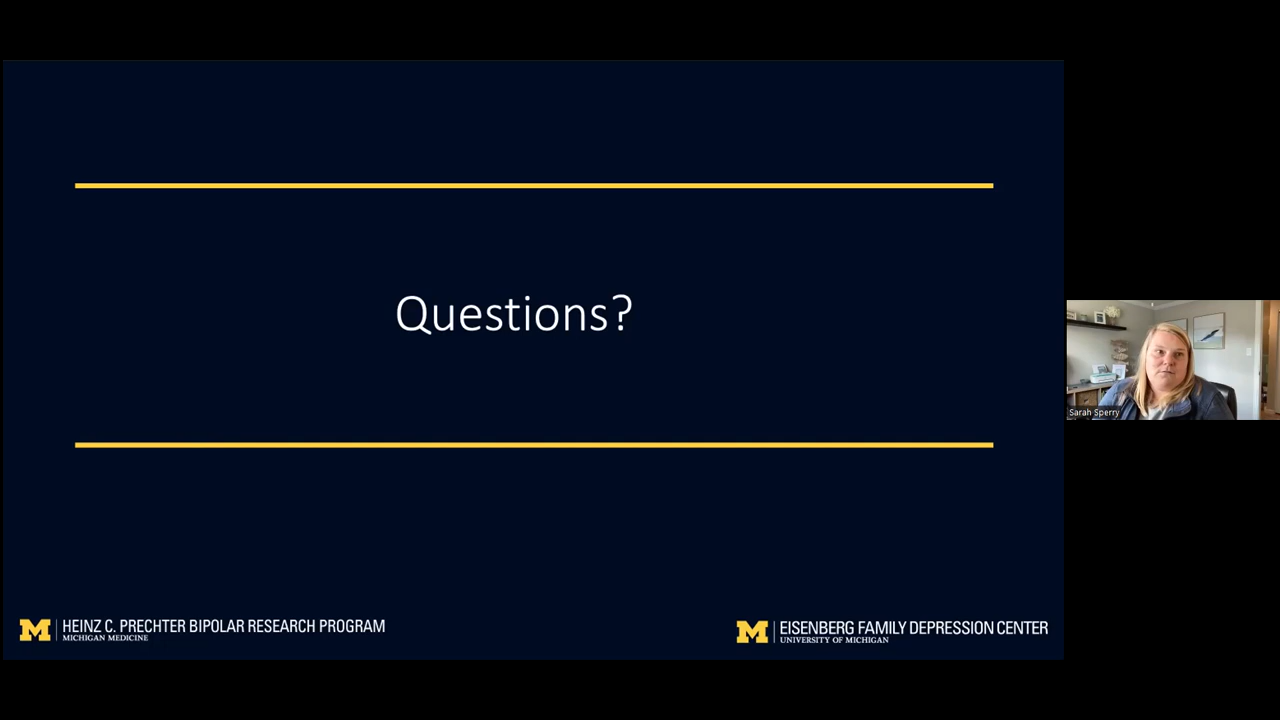 Questions?
Sarah Sperry
M HEINZ C. PRECHTER BIPOLAR RESEARCH PROGRAM
MICHIGAN MEDICINE
M EISENBERG FAMILY DEPRESSION CENTER
UNIVERSITY OF MICHIGAN